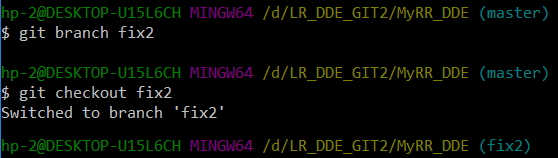 hp-2@DESKTOP-U15L6CH MINGW64 /d/LR_DDE_GIT2/MyRR_DDE (master)
$ git branch fix2
hp-2@DESKTOP-U15L6CH MINGW64 /d/LR_DDE_GIT2/MyRR_DDE (master)
$ git checkout fix2
Switched to branch 'fix2'
hp-2@DESKTOP-U15L6CH MINGW64 /d/LR_DDE_GIT2/MyRR_DDE (fix2)